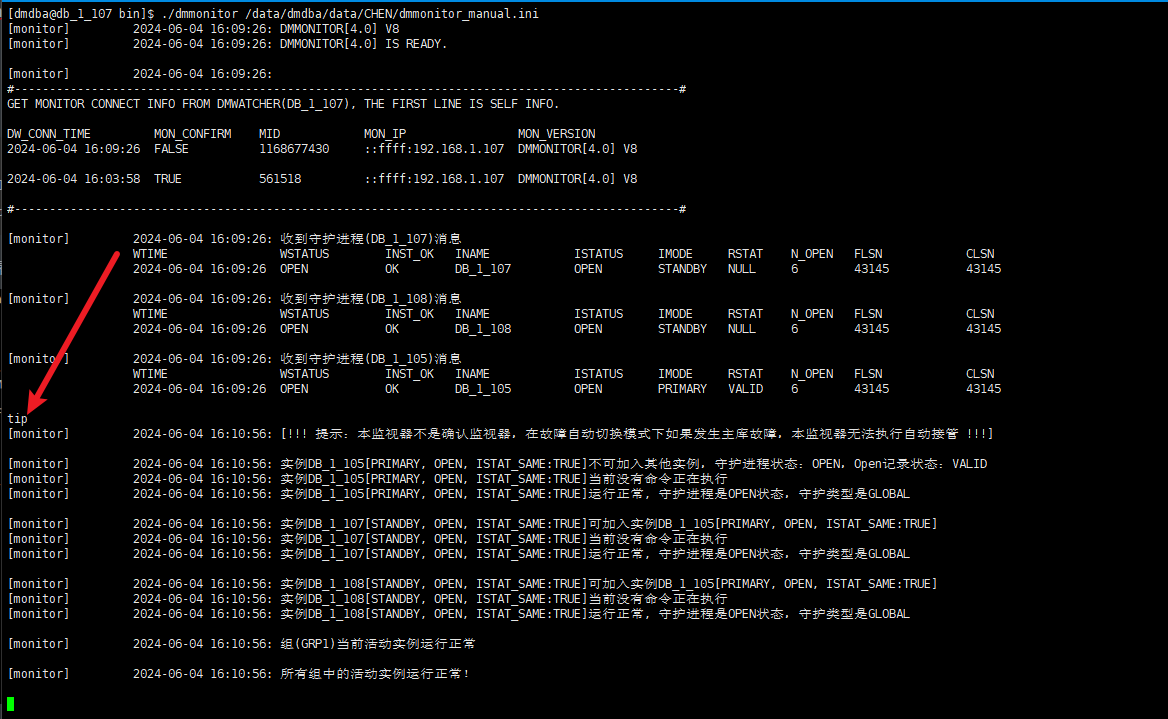 [dmdba@db_1_107 bin]$ ./dmmonitor /data/dmdba/data/CHEN/dmmonitor_manual.ini
[monitor]         2024-06-04 16:09:26: DMMONITOR[4.0] V8
[monitor]         2024-06-04 16:09:26: DMMONITOR[4.0] IS READY.
[monitor]         2024-06-04 16:09:26:
#-----------------------------------------------------------------------------------------------#
GET MONITOR CONNECT INFO FROM DMWATCHER(DB_1_107), THE FIRST LINE IS SELF INFO.
DW_CONN_TIME         MON_CONFIRM    MID            MON_IP                MON_VERSION
2024-06-04 16:09:26  FALSE          1168677430     ::ffff:192.168.1.107  DMMONITOR[4.0] V8
2024-06-04 16:03:58  TRUE           561518         ::ffff:192.168.1.107  DMMONITOR[4.0] V8
#-----------------------------------------------------------------------------------------------#
[monitor]         2024-06-04 16:09:26: 收到守护进程(DB_1_107)消息
WTIME                WSTATUS        INST_OK   INAME            ISTATUS     IMODE     RSTAT    N_OPEN   FLSN            CLSN
2024-06-04 16:09:26  OPEN           OK        DB_1_107         OPEN        STANDBY   NULL     6        43145           43145
[monitor]         2024-06-04 16:09:26: 收到守护进程(DB_1_108)消息
WTIME                WSTATUS        INST_OK   INAME            ISTATUS     IMODE     RSTAT    N_OPEN   FLSN            CLSN
2024-06-04 16:09:26  OPEN           OK        DB_1_108         OPEN        STANDBY   NULL     6        43145           43145
[monitor]         2024-06-04 16:09:26: 收到守护进程(DB_1_105)消息
WTIME                WSTATUS        INST_OK   INAME            ISTATUS     IMODE     RSTAT    N_OPEN   FLSN            CLSN
2024-06-04 16:09:26  OPEN           OK        DB_1_105         OPEN        PRIMARY   VALID    6        43145           43145
tip
[monitor]         2024-06-04 16:10:56: [!!! 提示：本监视器不是确认监视器，在故障自动切换模式下如果发生主库故障，本监视器无法执行自动接管 !!!]
[monitor]         2024-06-04 16:10:56: 实例DB_1_105[PRIMARY, OPEN, ISTAT_SAME:TRUE]不可加入其他实例，守护进程状态：OPEN，Open记录状态：VALID
[monitor]         2024-06-04 16:10:56: 实例DB_1_105[PRIMARY, OPEN, ISTAT_SAME:TRUE]当前没有命令正在执行
[monitor]         2024-06-04 16:10:56: 实例DB_1_105[PRIMARY, OPEN, ISTAT_SAME:TRUE]运行正常，守护进程是OPEN状态，守护类型是GLOBAL
[monitor]         2024-06-04 16:10:56: 实例DB_1_107[STANDBY, OPEN, ISTAT_SAME:TRUE]可加入实例DB_1_105[PRIMARY, OPEN, ISTAT_SAME:TRUE]
[monitor]         2024-06-04 16:10:56: 实例DB_1_107[STANDBY, OPEN, ISTAT_SAME:TRUE]当前没有命令正在执行
[monitor]         2024-06-04 16:10:56: 实例DB_1_107[STANDBY, OPEN, ISTAT_SAME:TRUE]运行正常，守护进程是OPEN状态，守护类型是GLOBAL
[monitor]         2024-06-04 16:10:56: 实例DB_1_108[STANDBY, OPEN, ISTAT_SAME:TRUE]可加入实例DB_1_105[PRIMARY, OPEN, ISTAT_SAME:TRUE]
[monitor]         2024-06-04 16:10:56: 实例DB_1_108[STANDBY, OPEN, ISTAT_SAME:TRUE]当前没有命令正在执行
[monitor]         2024-06-04 16:10:56: 实例DB_1_108[STANDBY, OPEN, ISTAT_SAME:TRUE]运行正常，守护进程是OPEN状态，守护类型是GLOBAL
[monitor]         2024-06-04 16:10:56: 组(GRP1)当前活动实例运行正常
[monitor]         2024-06-04 16:10:56: 所有组中的活动实例运行正常！